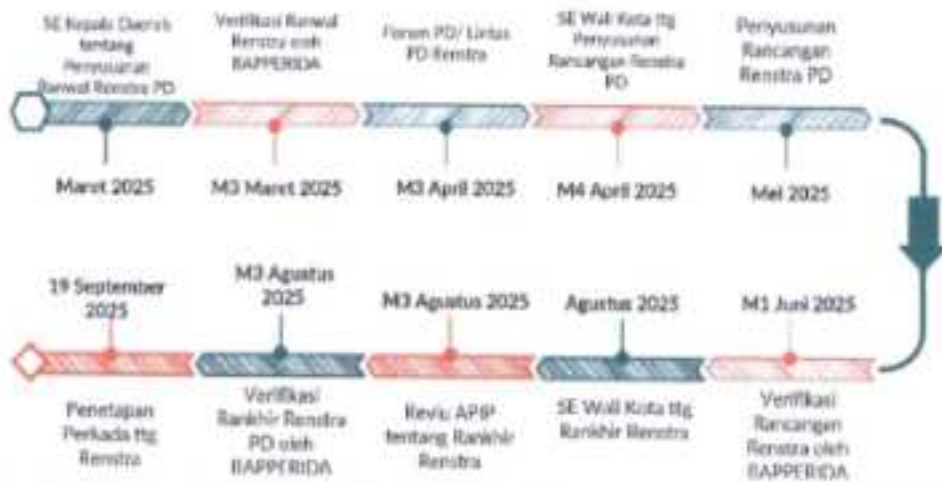 SE Kepala Daerah
tentang
Penyusunan
Ranwal Renstra PD
Verifikasi Ranwal
Renstra oleh
BAPPERIDA
Forum PD/ Lintas
PD Renstra
SE Wali Kota ttg
Penyusunan
Rancangan Renstra
PD
Penyusunan
Rancangan
Renstra PD
Maret 2025
M3 Maret 2025
M3 April 2025
M4 April 2025
Mei 2025
19 September
2025
M3 Agustus
2025
M3 Agustus 2025
Agustus 2025
M1 Juni 2025
Penetapan
Perkada ttg
Renstra
Verifikasi
Rankhir Renstra
PD oleh
BAPPERIDA
Reviu APIP
tentang Rankhir
Renstra
SE Wali Kota ttg
Rankhir Renstra
Verifikasi
Rancangan
Renstra oleh
BAPPERIDA